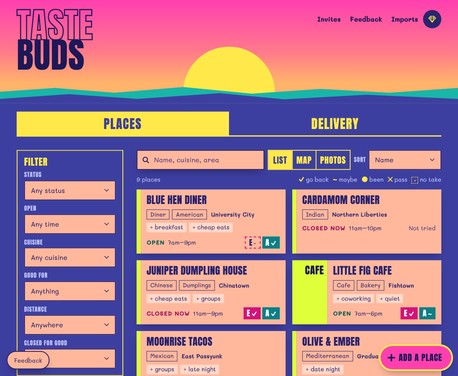 TASTE
BUDS
Invites Feedback Imports
PLACES DELIVERY
FILTER
STATUS
Any status
OPEN
Any time
CUISINE
Any cuisine
GOOD FOR
Anything
DISTANCE
Anywhere
CLOSED FOR GOOD
Feedback
Name, cuisine, area
LIST MAP PHOTOS SORT Name
9 places
go back ~ maybe been pass no take
BLUE HEN DINER
Diner American University City
+ breakfast + cheap eats
OPEN 7am–9pm
E - A ✓
CARDAMOM CORNER
Indian Northern Liberties
CLOSED NOW 11am–10pm Not tried
JUNIPER DUMPLING HOUSE
Chinese Dumplings Chinatown
+ cheap eats + groups
CLOSED NOW 11am–9pm
E ✓ A ✓
CAFE
LITTLE FIG CAFE
Cafe Bakery Fishtown
+ coworking + quiet
OPEN 7am–6pm
E ✓ A ~
MOONRISE TACOS
Mexican East Passyunk
+ groups + late night
OLIVE & EMBER
Mediterranean
+ date night
+ ADD A PLACE